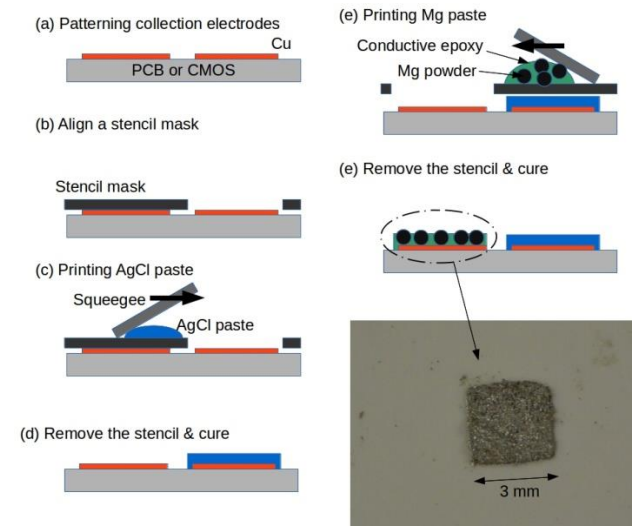 (a) Patterning collection electrodes
Cu
PCB or CMOS
(b) Align a stencil mask
Stencil mask
(c) Printing AgCl paste
Squeegee
AgCl paste
(d) Remove the stencil & cure
(e) Printing Mg paste
Conductive epoxy
Mg powder
(e) Remove the stencil & cure
3 mm